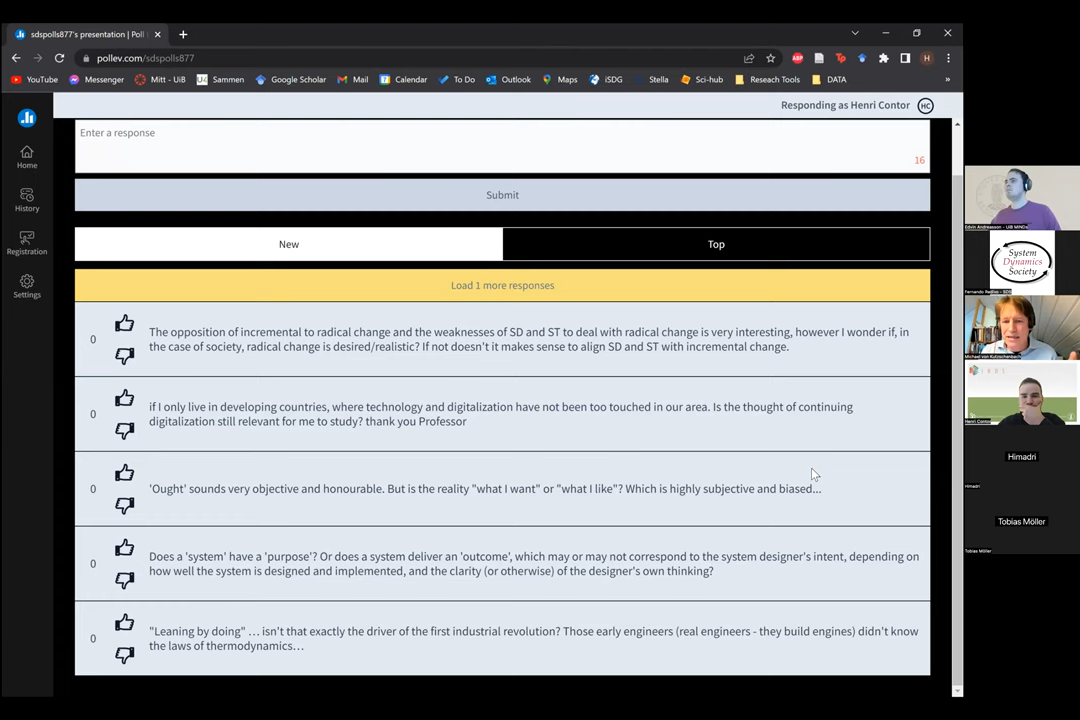 sdspolls877's presentation | Poll
pollev.com/sdspolls877
YouTube Messenger Mitt - UiB Sammen Google Scholar Mail Calendar To Do Outlook Maps iSDG Stella Sci-hub Reseach Tools DATA »
Responding as Henri Contor HC
Home
History
Registration
Settings
Enter a response
16
Submit
New Top
Load 1 more responses
0 The opposition of incremental to radical change and the weaknesses of SD and ST to deal with radical change is very interesting, however I wonder if, in
the case of society, radical change is desired/realistic? If not doesn't it makes sense to align SD and ST with incremental change.
0 if I only live in developing countries, where technology and digitalization have not been too touched in our area. Is the thought of continuing
digitalization still relevant for me to study? thank you Professor
0 'Ought' sounds very objective and honourable. But is the reality "what I want" or "what I like"? Which is highly subjective and biased...
0 Does a 'system' have a 'purpose'? Or does a system deliver an 'outcome', which may or may not correspond to the system designer's intent, depending on
how well the system is designed and implemented, and the clarity (or otherwise) of the designer's own thinking?
0 "Leaning by doing" … isn't that exactly the driver of the first industrial revolution? Those early engineers (real engineers - they build engines) didn't know
the laws of thermodynamics…
System
Dynamics
Society
Michael von Kutzschenbach
Henri Contor
Himadri
Himadri
Tobias Möller
Tobias Möller